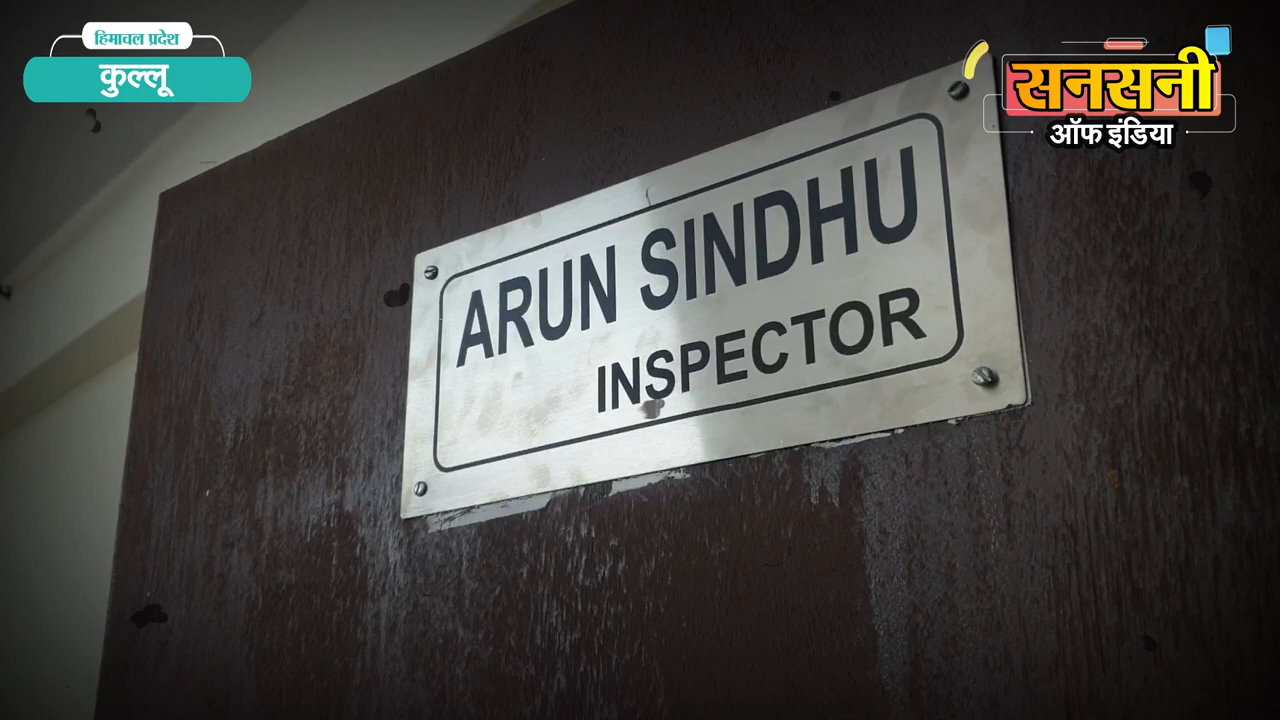 हिमाचल प्रदेश
कुल्लू
सनसनी
ऑफ इंडिया
ARUN SINDHU
INSPECTOR